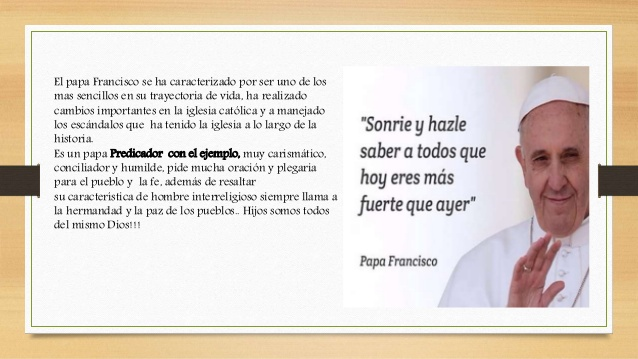 El papa Francisco se ha caracterizado por ser uno de los
mas sencillos en su trayectoria de vida, ha realizado
cambios importantes en la iglesia católica y a manejado
los escándalos que ha tenido la iglesia a lo largo de la
historia.
Es un papa Predicador con el ejemplo, muy carismático,
conciliador y humilde, pide mucha oración y plegaria
para el pueblo y la fe, además de resaltar
su característica de hombre interreligioso siempre llama a
la hermandad y la paz de los pueblos.. Hijos somos todos
del mismo Dios!!!
"Sonrie y hazle
saber a todos que
hoy eres más
fuerte que ayer"
Papa Francisco